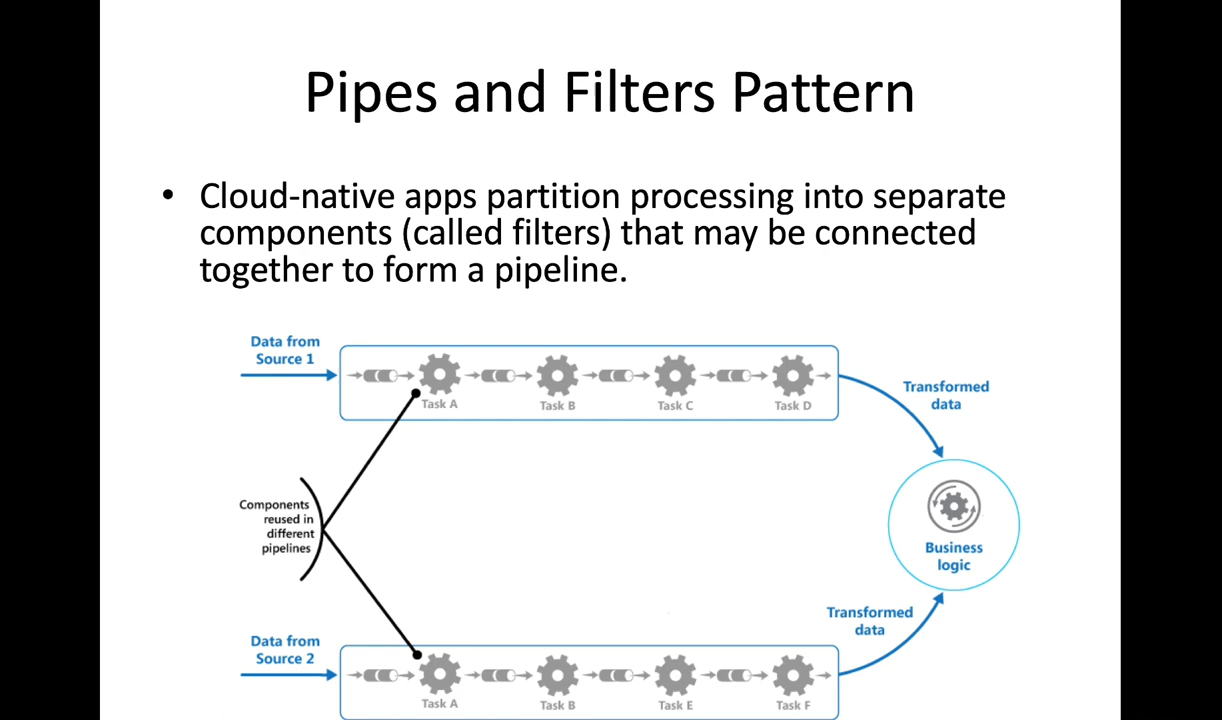 Pipes and Filters Pattern
• Cloud-native apps partition processing into separate
components (called filters) that may be connected
together to form a pipeline.
Data from
Source 1
Task A
Task B
Task C
Task D
Transformed
data
Components
reused in
different
pipelines
Business
logic
Transformed
data
Data from
Source 2
Task A
Task B
Task E
Task F